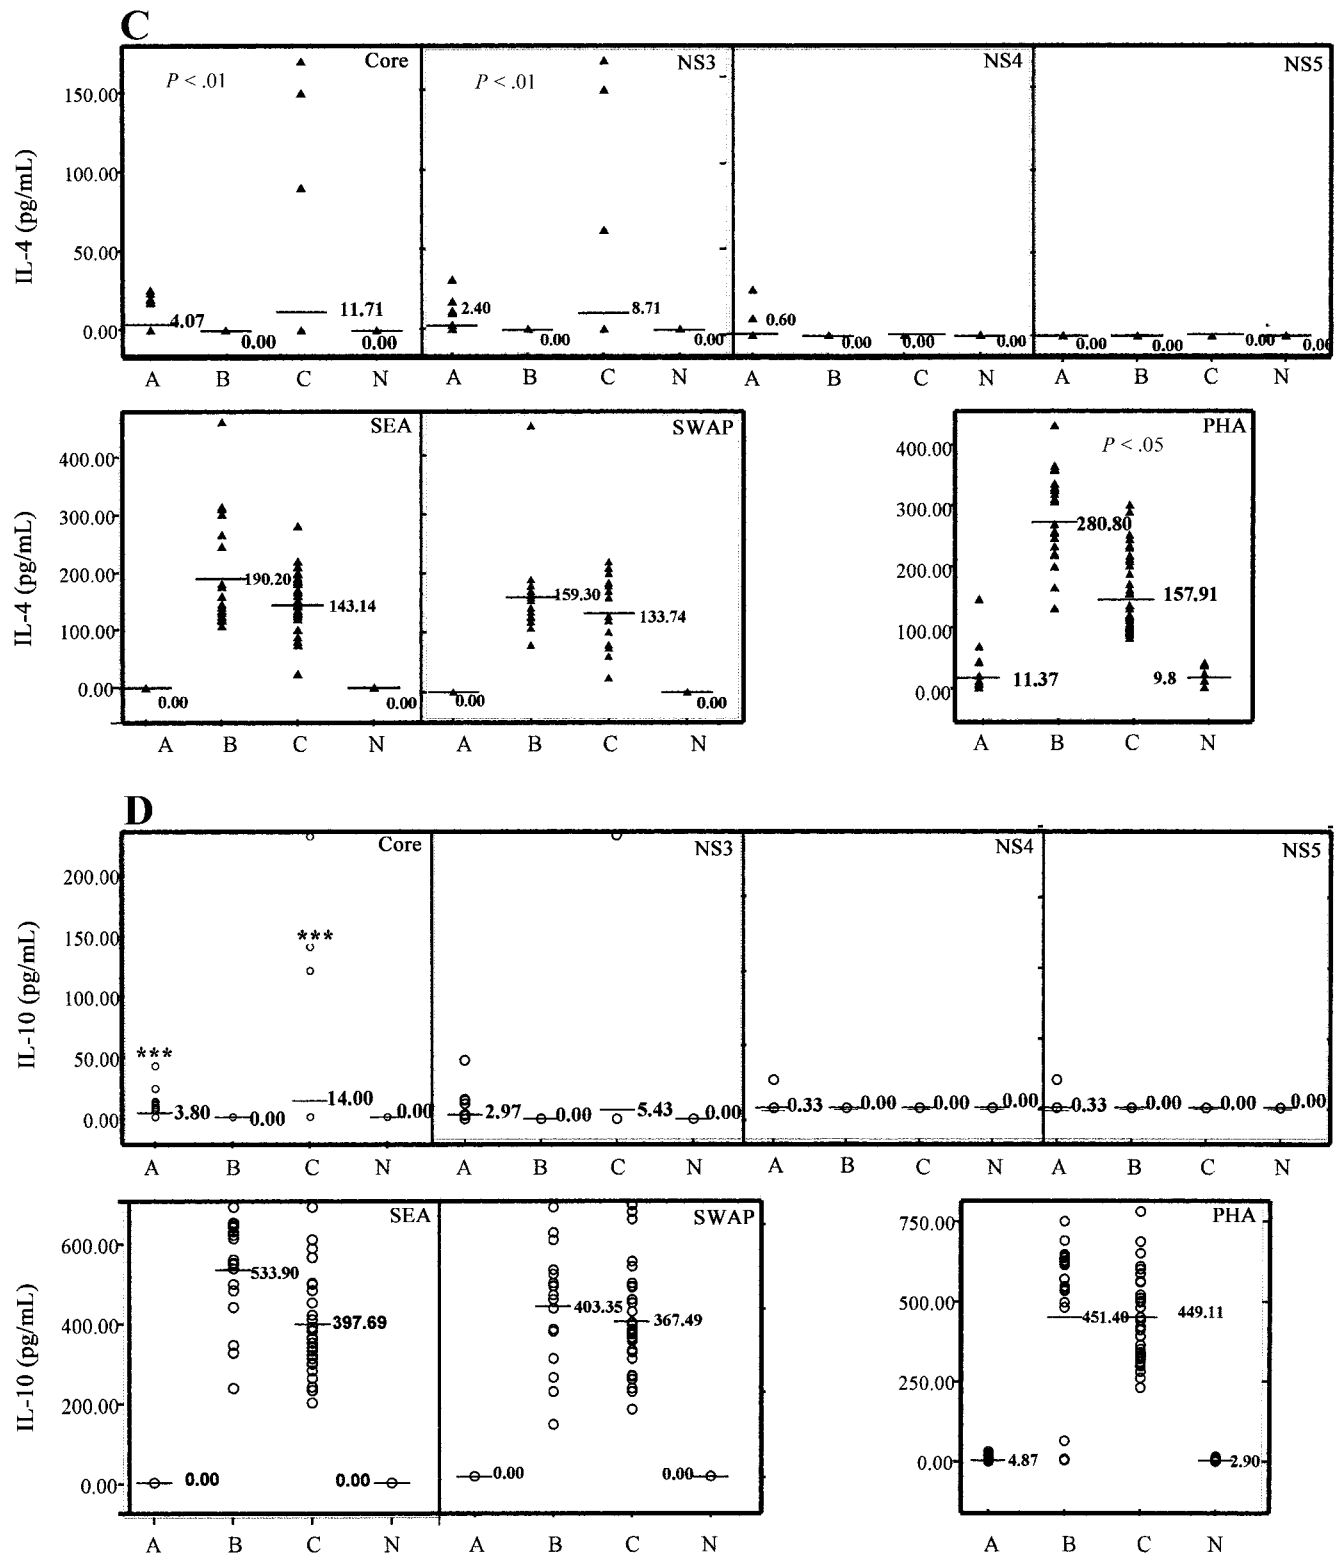 C
Core NS3 NS4 NS5
P < .01 P < .01
150.00
100.00
50.00
0.00
IL-4 (pg/mL)
4.07 0.00 11.71 0.00 2.40 0.00 8.71 0.00 0.60 0.00 0.00 0.00 0.00 0.00 0.00
A B C N A B C N A B C N A B C N
SEA SWAP PHA
P < .05
400.00
300.00
200.00
100.00
0.00
IL-4 (pg/mL)
0.00 190.20 143.14 0.00 0.00 159.30 133.74 0.00
400.00
300.00
200.00
100.00
0.00
11.37 280.80 157.91 9.8
A B C N A B C N A B C N
D
Core NS3 NS4 NS5
200.00
150.00
100.00
50.00
0.00
IL-10 (pg/mL)
*** ***
3.80 0.00 14.00 0.00 2.97 0.00 5.43 0.00 0.33 0.00 0.00 0.00 0.33 0.00 0.00 0.00
A B C N A B C N A B C N A B C N
SEA SWAP PHA
600.00
400.00
200.00
0.00
IL-10 (pg/mL)
0.00 533.90 397.69 0.00 0.00 403.35 367.49 0.00
750.00
500.00
250.00
0.00
4.87 451.40 449.11 2.90
A B C N A B C N A B C N